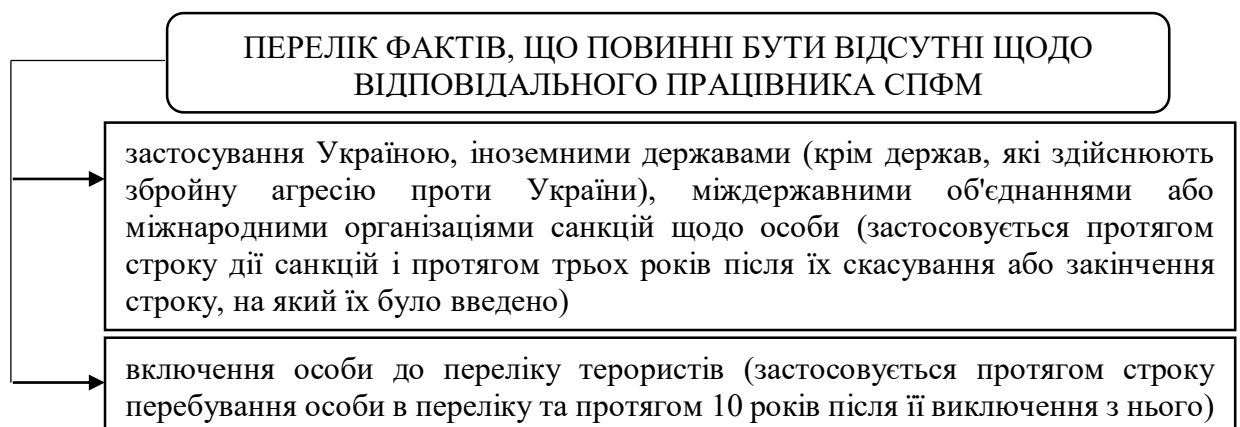 ПЕРЕЛІК ФАКТІВ, ЩО ПОВИННІ БУТИ ВІДСУТНІ ЩОДО
ВІДПОВІДАЛЬНОГО ПРАЦІВНИКА СПФМ
застосування Україною, іноземними державами (крім держав, які здійснюють
збройну агресію проти України), міждержавними об'єднаннями або
міжнародними організаціями санкцій щодо особи (застосовується протягом
строку дії санкцій і протягом трьох років після їх скасування або закінчення
строку, на який їх було введено)
включення особи до переліку терористів (застосовується протягом строку
перебування особи в переліку та протягом 10 років після її виключення з нього)